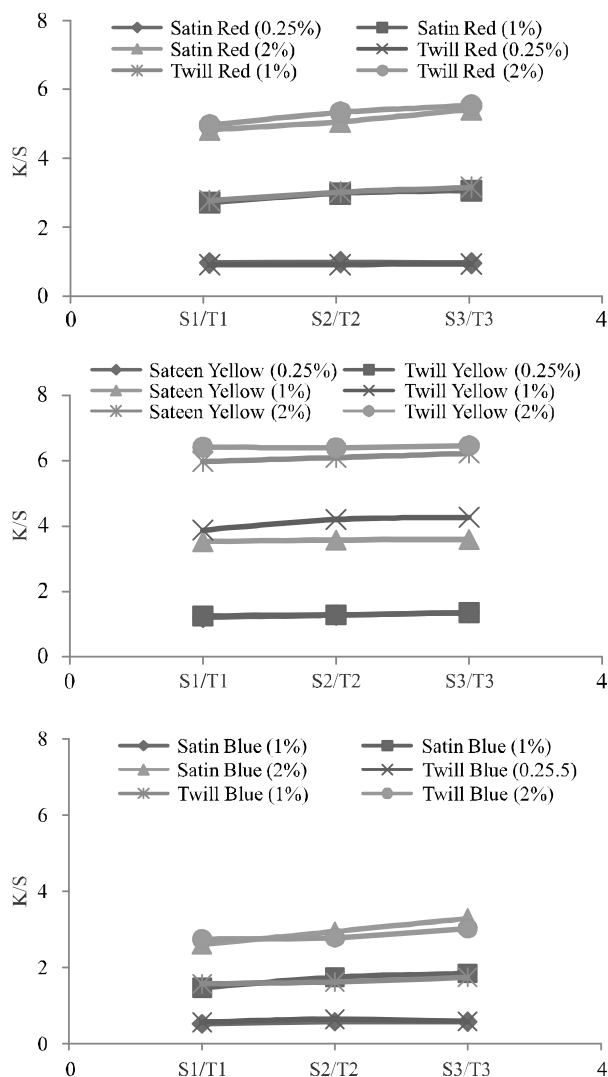 8
Satin Red (0.25%) Satin Red (1%)
Satin Red (2%) Twill Red (0.25%)
Twill Red (1%) Twill Red (2%)
6
K/S
4
2
0
0 S1/T1 S2/T2 S3/T3 4
Sateen Yellow (0.25%) Twill Yellow (0.25%)
Sateen Yellow (1%) Twill Yellow (1%)
Sateen Yellow (2%) Twill Yellow (2%)
8
6
K/S
4
2
0
0 S1/T1 S2/T2 S3/T3 4
8
Satin Blue (1%) Satin Blue (1%)
Satin Blue (2%) Twill Blue (0.25.5)
Twill Blue (1%) Twill Blue (2%)
6
K/S
4
2
0
0 S1/T1 S2/T2 S3/T3 4